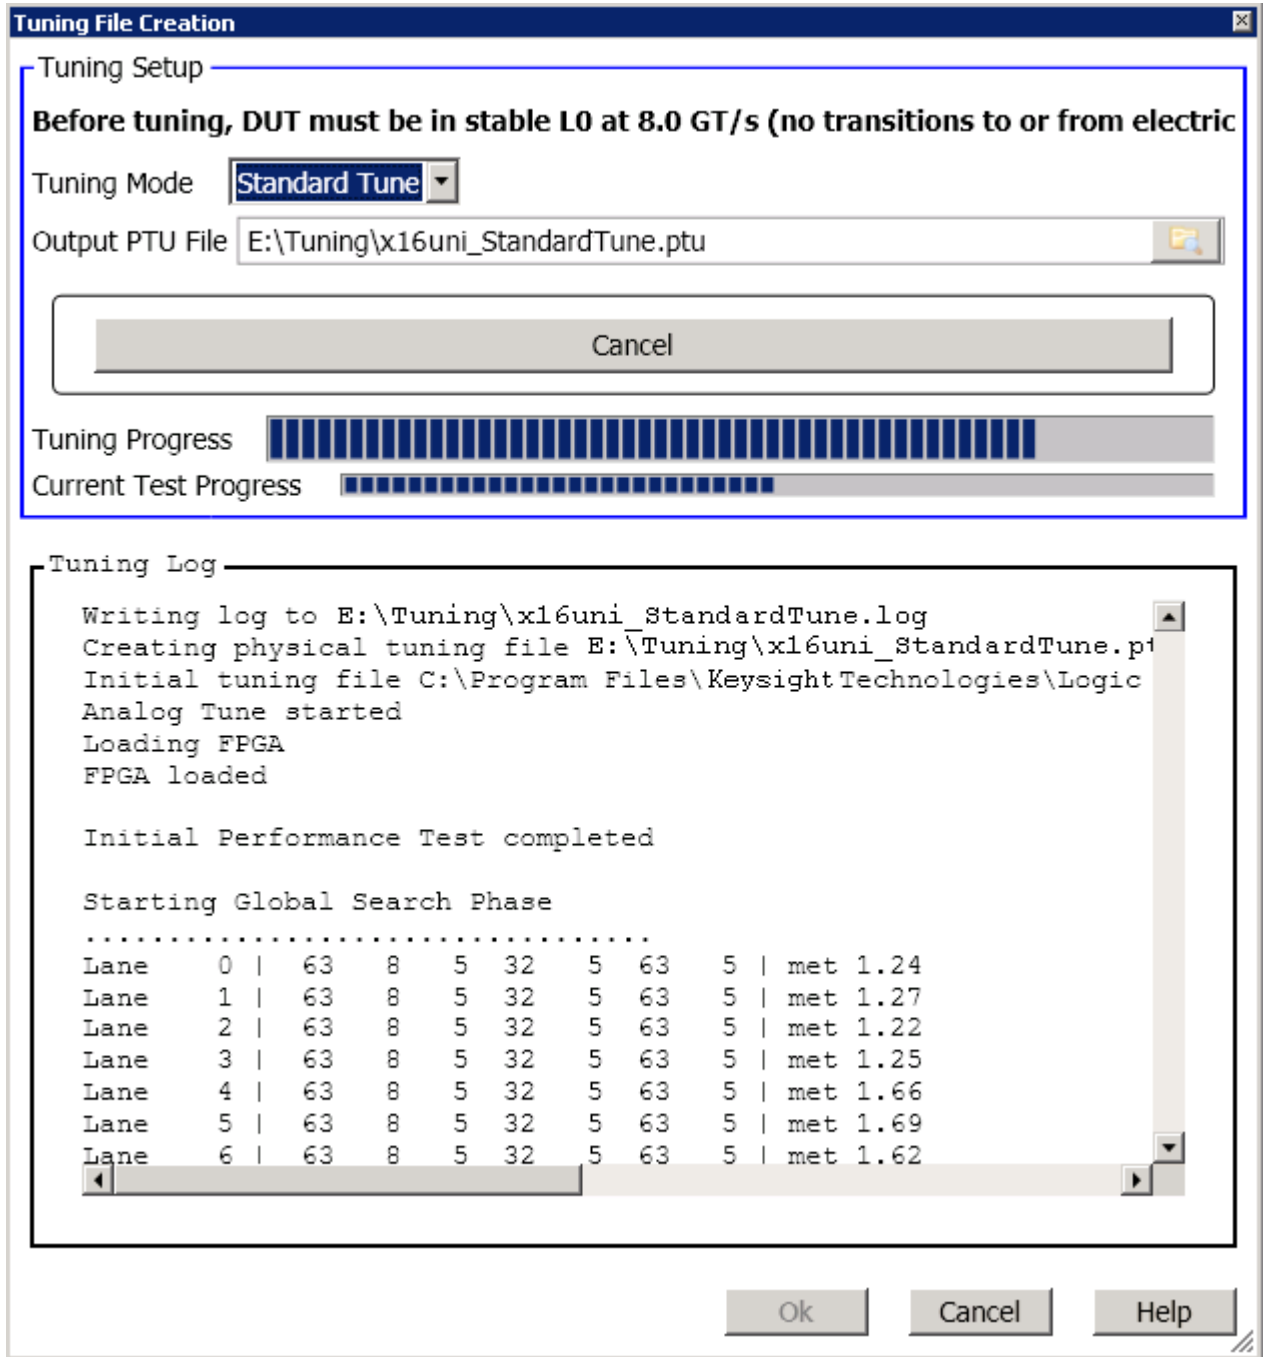 Tuning File Creation
Tuning Setup
Before tuning, DUT must be in stable L0 at 8.0 GT/s (no transitions to or from electric
Tuning Mode Standard Tune
Output PTU File E:\Tuning\x16uni_StandardTune.ptu
Cancel
Tuning Progress
Current Test Progress
Tuning Log
Writing log to E:\Tuning\x16uni_StandardTune.log
Creating physical tuning file E:\Tuning\x16uni_StandardTune.pt
Initial tuning file C:\Program Files\Keysight Technologies\Logic
Analog Tune started
Loading FPGA
FPGA loaded
Initial Performance Test completed
Starting Global Search Phase
..................................
Lane 0 | 63 8 5 32 5 63 5 | met 1.24
Lane 1 | 63 8 5 32 5 63 5 | met 1.27
Lane 2 | 63 8 5 32 5 63 5 | met 1.22
Lane 3 | 63 8 5 32 5 63 5 | met 1.25
Lane 4 | 63 8 5 32 5 63 5 | met 1.66
Lane 5 | 63 8 5 32 5 63 5 | met 1.69
Lane 6 | 63 8 5 32 5 63 5 | met 1.62
Ok Cancel Help